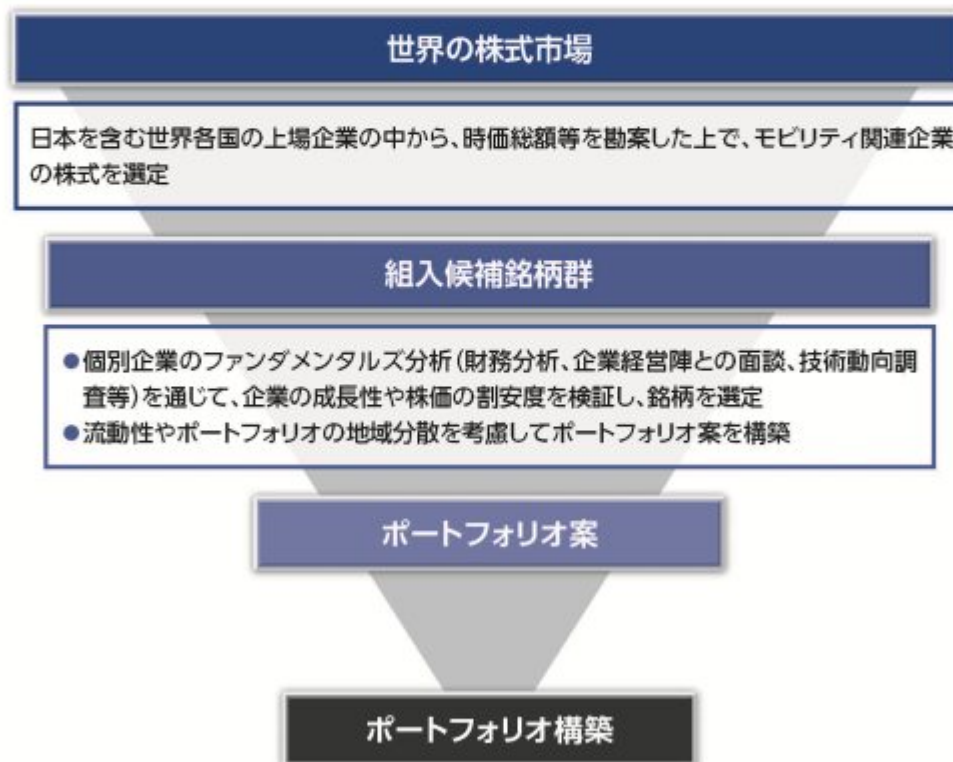 世界の株式市場
日本を含む世界各国の上場企業の中から、時価総額等を勘案した上で、モビリティ関連企業
の株式を選定
組入候補銘柄群
●個別企業のファンダメンタルズ分析(財務分析、企業経営陣との面談、技術動向調
査等)を通じて、企業の成長性や株価の割安度を検証し、銘柄を選定
●流動性やポートフォリオの地域分散を考慮してポートフォリオ案を構築
ポートフォリオ案
ポートフォリオ構築